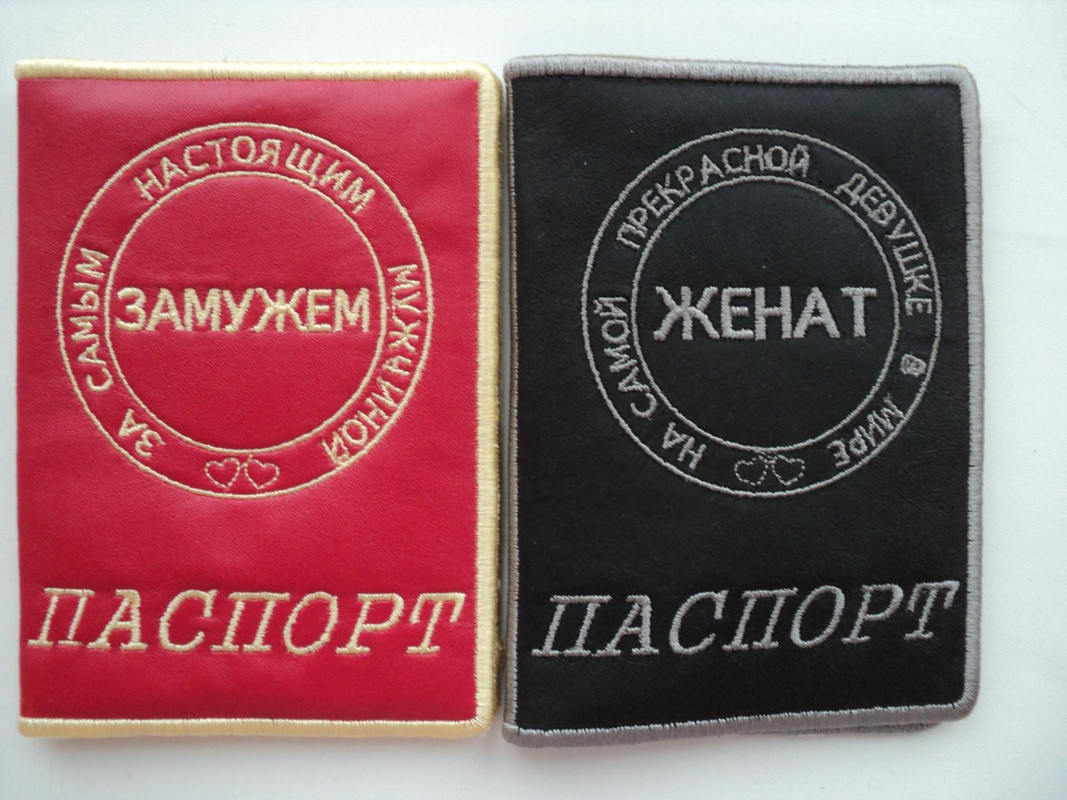 ЗА САМЫМ НАСТОЯЩИМ МУЖЧИНОЙ
ЗАМУЖЕМ
ПАСПОРТ
НА САМОЙ ПРЕКРАСНОЙ ДЕВУШКЕ В МИРЕ
ЖЕНАТ
ПАСПОРТ